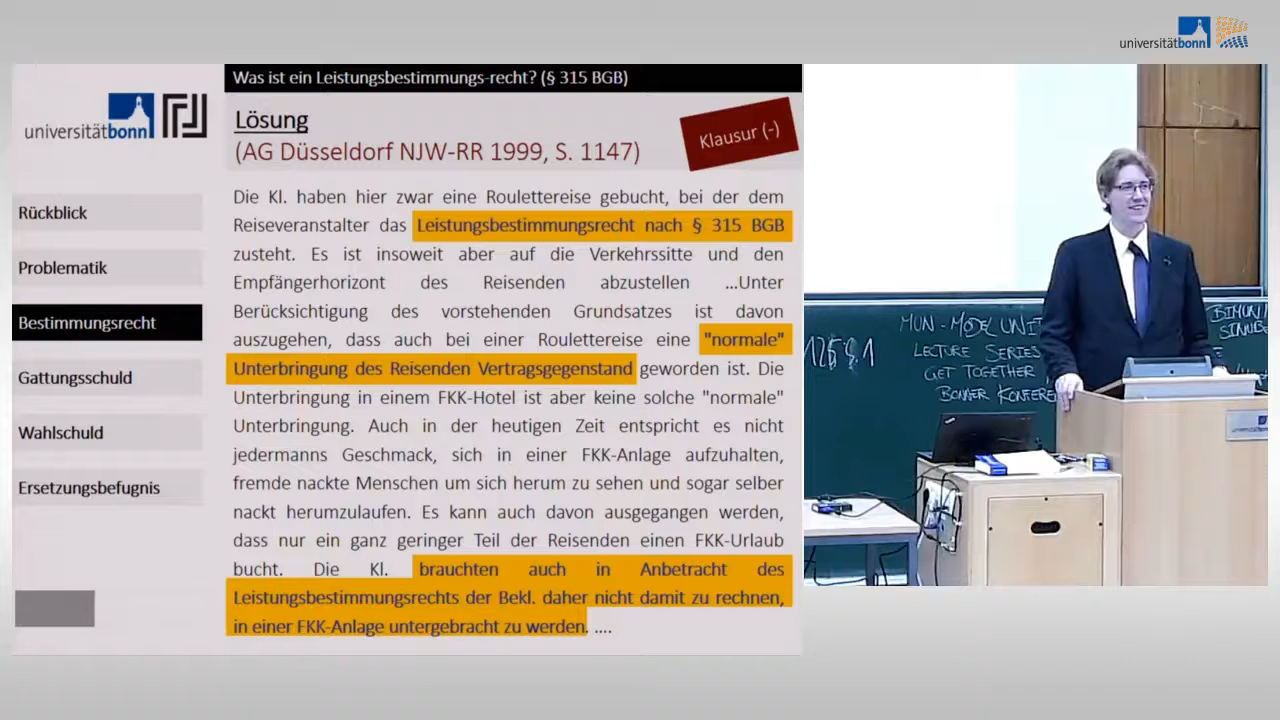 universitätbonn
Was ist ein Leistungsbestimmungs-recht? (§ 315 BGB)
universitätbonn
Lösung
(AG Düsseldorf NJW-RR 1999, S. 1147)
Klausur (-)
Rückblick
Problematik
Bestimmungsrecht
Gattungsschuld
Wahlschuld
Ersetzungsbefugnis
Die Kl. haben hier zwar eine Roulettereise gebucht, bei der dem
Reiseveranstalter das Leistungsbestimmungsrecht nach § 315 BGB
zusteht. Es ist insoweit aber auf die Verkehrssitte und den
Empfängerhorizont des Reisenden abzustellen ...Unter
Berücksichtigung des vorstehenden Grundsatzes ist davon
auszugehen, dass auch bei einer Roulettereise eine "normale"
Unterbringung des Reisenden Vertragsgegenstand geworden ist. Die
Unterbringung in einem FKK-Hotel ist aber keine solche "normale"
Unterbringung. Auch in der heutigen Zeit entspricht es nicht
jedermanns Geschmack, sich in einer FKK-Anlage aufzuhalten,
fremde nackte Menschen um sich herum zu sehen und sogar selber
nackt herumzulaufen. Es kann auch davon ausgegangen werden,
dass nur ein ganz geringer Teil der Reisenden einen FKK-Urlaub
bucht. Die Kl. brauchten auch in Anbetracht des
Leistungsbestimmungsrechts der Bekl. daher nicht damit zu rechnen,
in einer FKK-Anlage untergebracht zu werden. ....
MUN - MODEL UNIT
LECTURE SERIES
GET TOGETHER
BONNER KONFERE